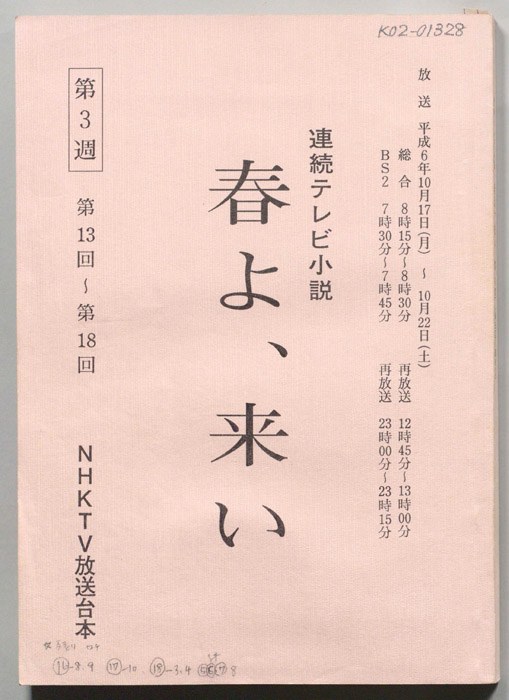 K02-01328
放送 平成6年10月17日(月)～10月22日(土)
総合 8時15分～8時30分 再放送 12時45分～13時00分
BS2 7時30分～7時45分 再放送 23時00分～23時15分
連続テレビ小説
春よ、来い
第3週 第13回～第18回
NHKTV放送台本